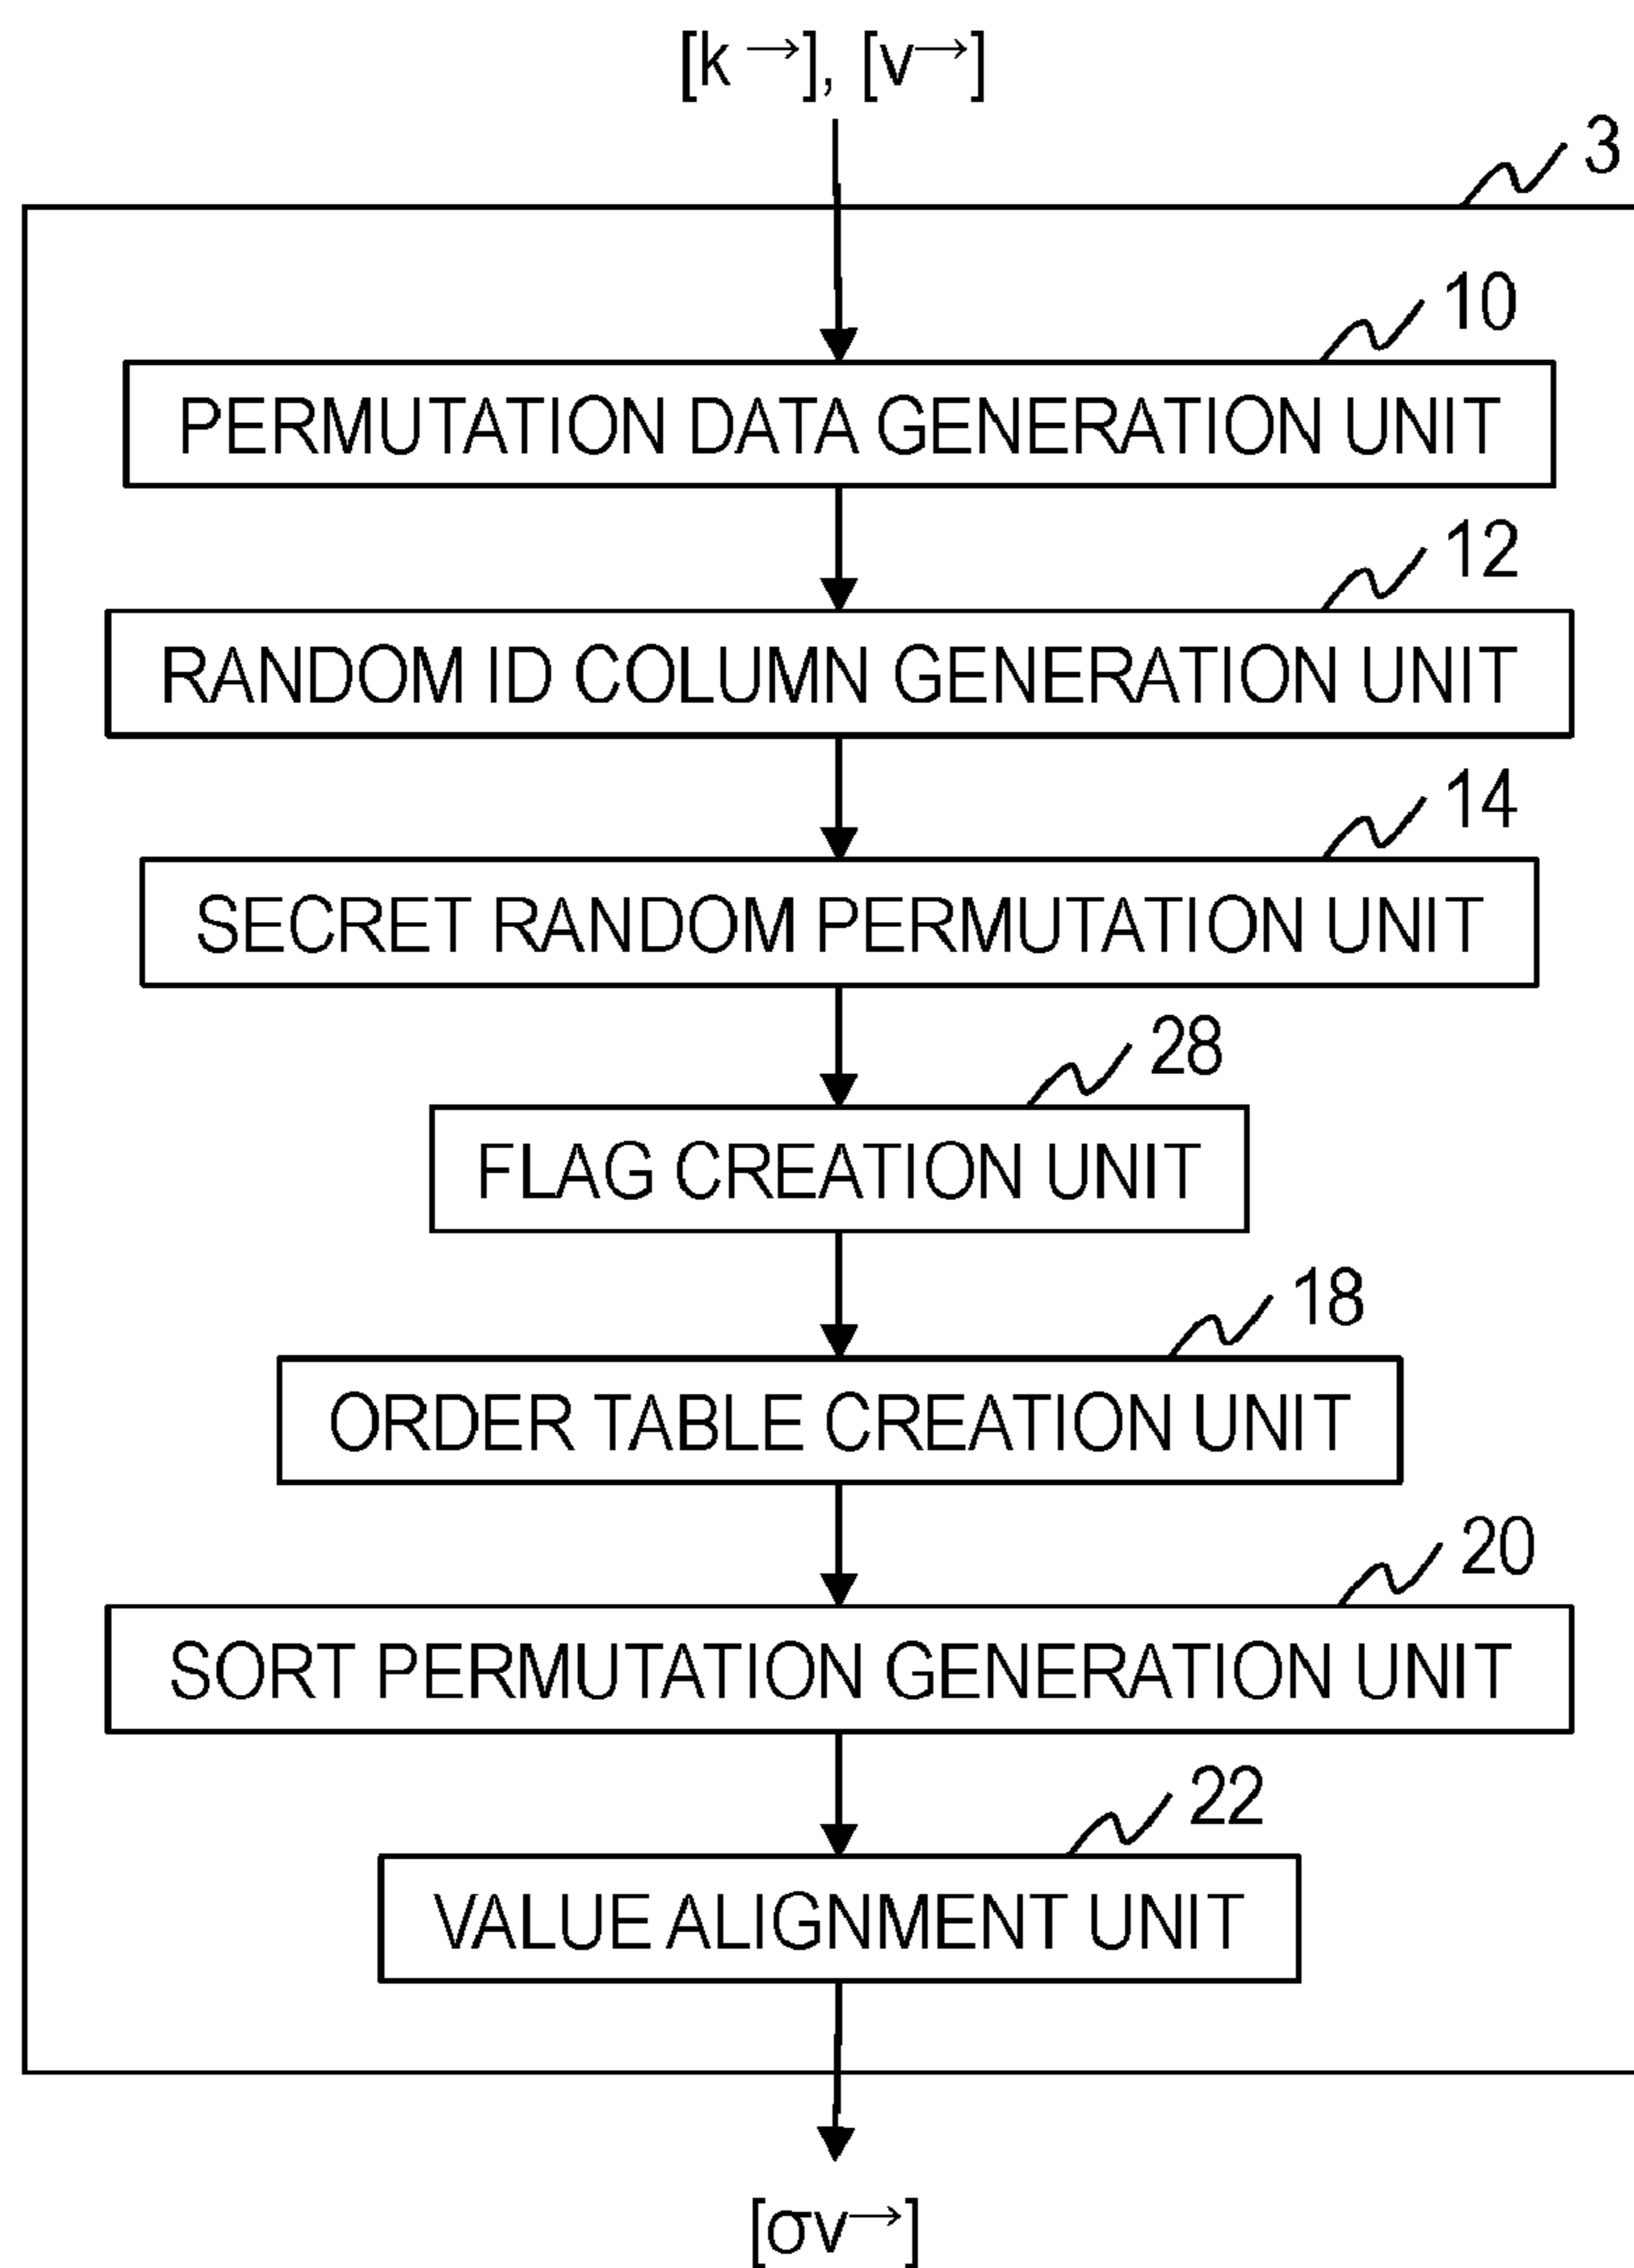 [k→], [v→]
3
10
PERMUTATION DATA GENERATION UNIT
12
RANDOM ID COLUMN GENERATION UNIT
14
SECRET RANDOM PERMUTATION UNIT
28
FLAG CREATION UNIT
18
ORDER TABLE CREATION UNIT
20
SORT PERMUTATION GENERATION UNIT
22
VALUE ALIGNMENT UNIT
[σv→]